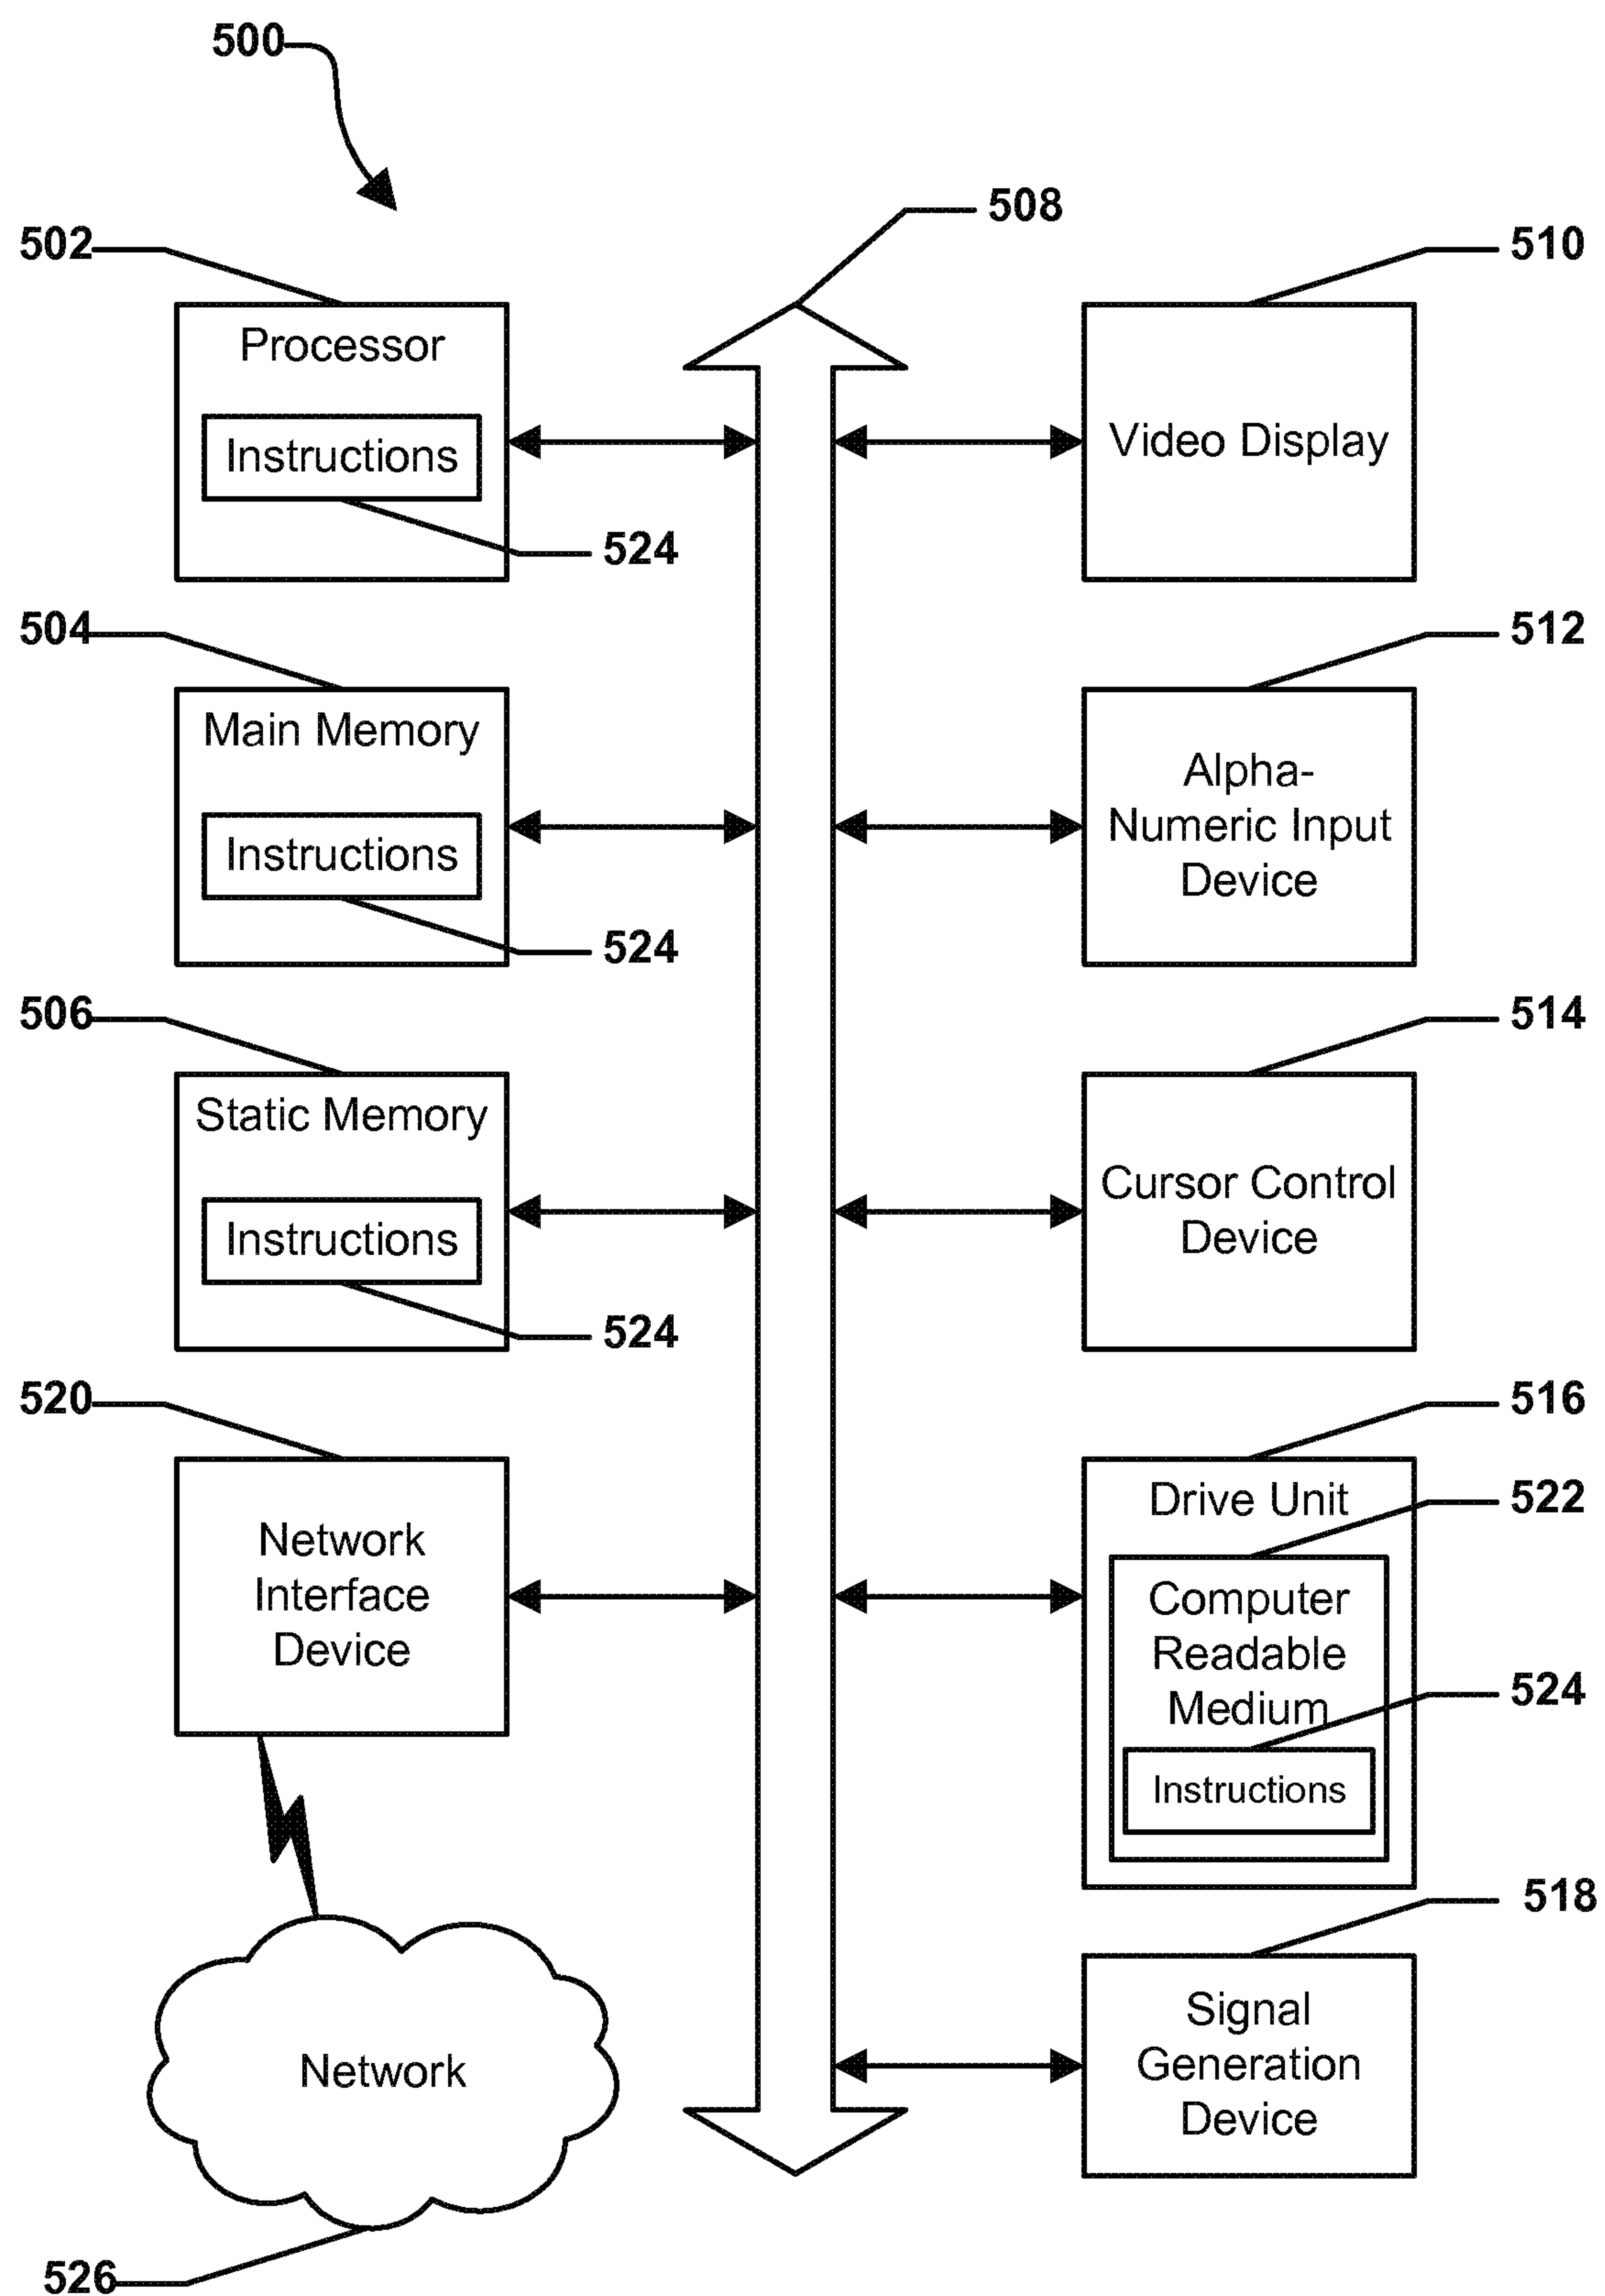 500
508
502
Processor
Instructions
524
510
Video Display
504
Main Memory
Instructions
524
512
Alpha-
Numeric Input
Device
506
Static Memory
Instructions
524
514
Cursor Control
Device
520
Network
Interface
Device
516
Drive Unit
522
Computer
Readable
Medium
524
Instructions
518
Signal
Generation
Device
Network
526